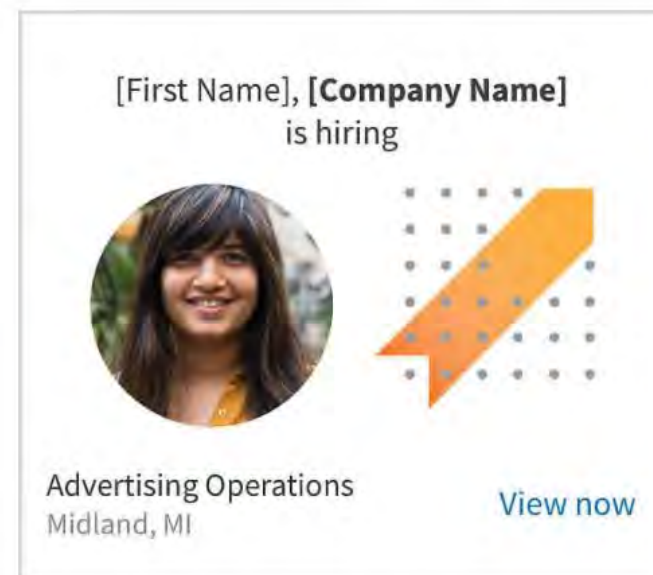 [First Name], [Company Name]
is hiring
Advertising Operations
Midland, MI
View now